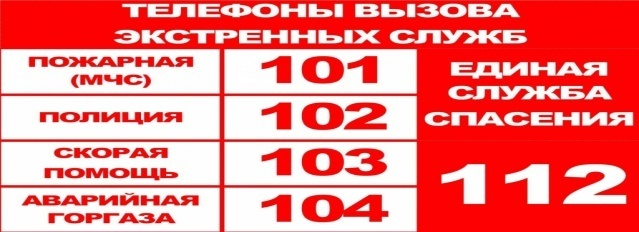 ТЕЛЕФОНЫ ВЫЗОВА
ЭКСТРЕННЫХ СЛУЖБ
ПОЖАРНАЯ
(МЧС)
101
ПОЛИЦИЯ
102
СКОРАЯ
ПОМОЩЬ
103
АВАРИЙНАЯ
ГОРГАЗА
104
ЕДИНАЯ
СЛУЖБА
СПАСЕНИЯ
112